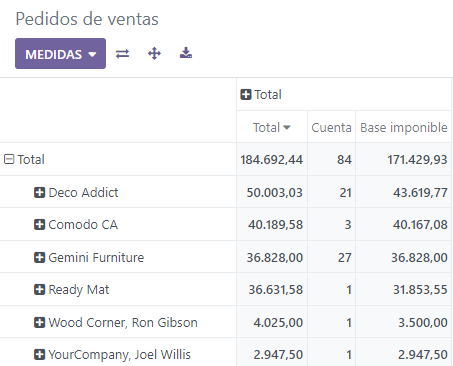 Pedidos de ventas
MEDIDAS
Total
Total Cuenta Base imponible
Total 184.692,44 84 171.429,93
Deco Addict 50.003,03 21 43.619,77
Comodo CA 40.189,58 3 40.167,08
Gemini Furniture 36.828,00 27 36.828,00
Ready Mat 36.631,58 1 31.853,55
Wood Corner, Ron Gibson 4.025,00 1 3.500,00
YourCompany, Joel Willis 2.947,50 1 2.947,50